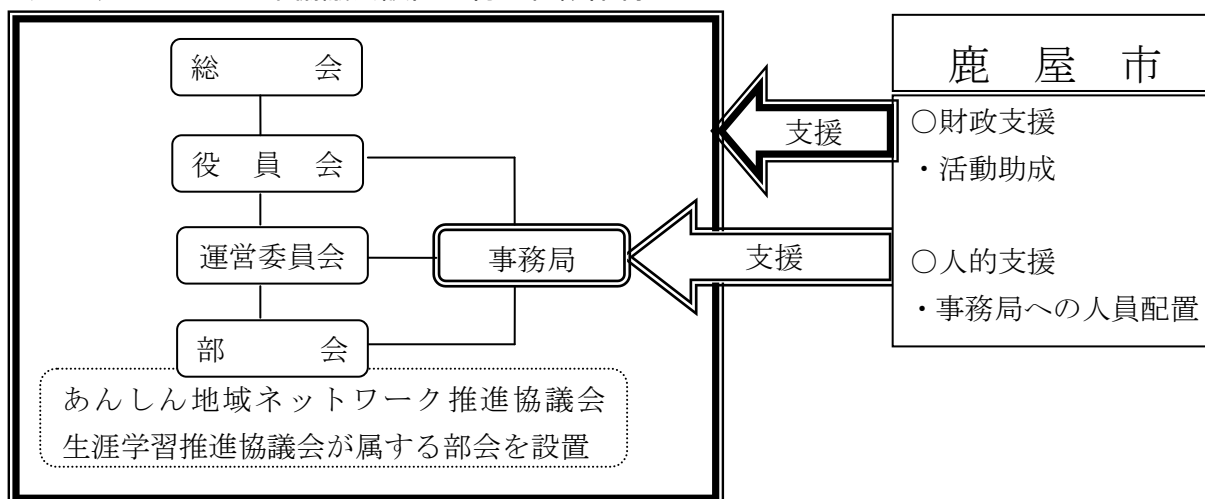 総　　　会
役　員　会
運営委員会
部　　　会
事務局
あんしん地域ネットワーク推進協議会
生涯学習推進協議会が属する部会を設置
支援
支援
鹿　屋　市
○財政支援
・活動助成
○人的支援
・事務局への人員配置